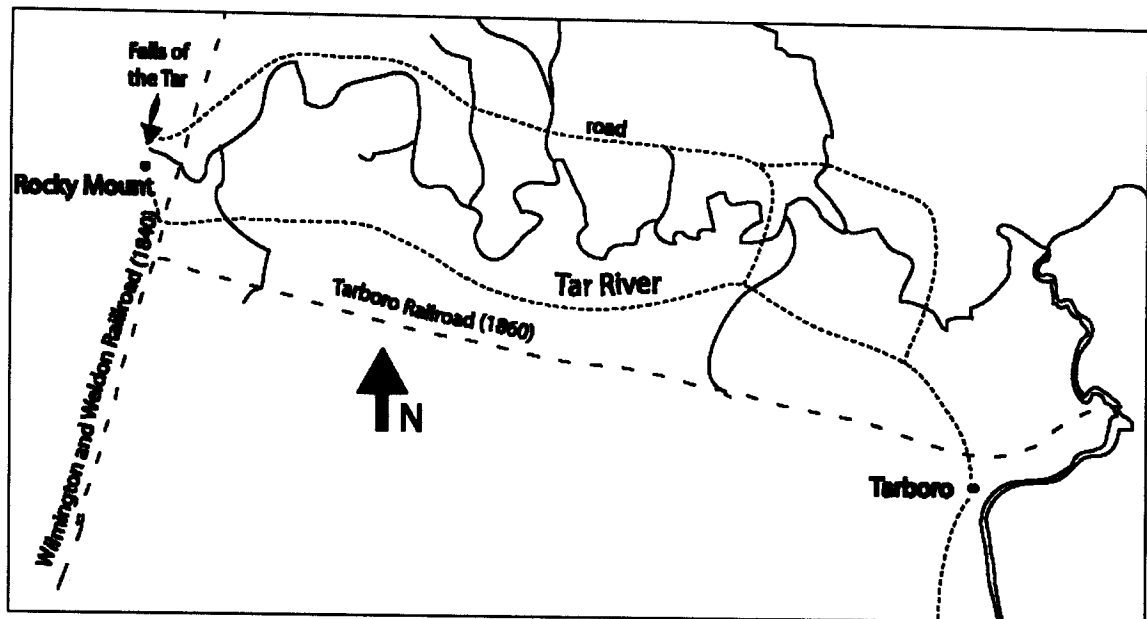 Falls of
the Tar
road
Rocky Mount
Tar River
Tarboro Railroad (1860)
Wilmington and Weldon Railroad (1840)
N
Tarboro